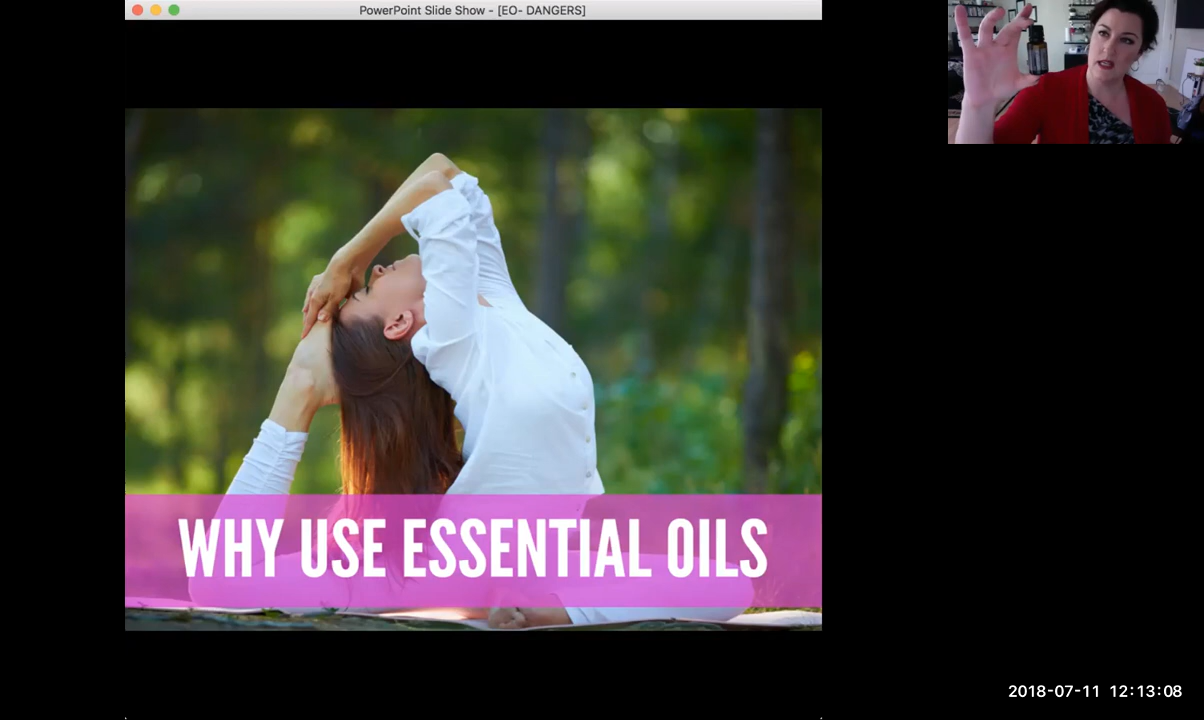 PowerPoint Slide Show - [EO- DANGERS]
WHY USE ESSENTIAL OILS
2018-07-11 12:13:08